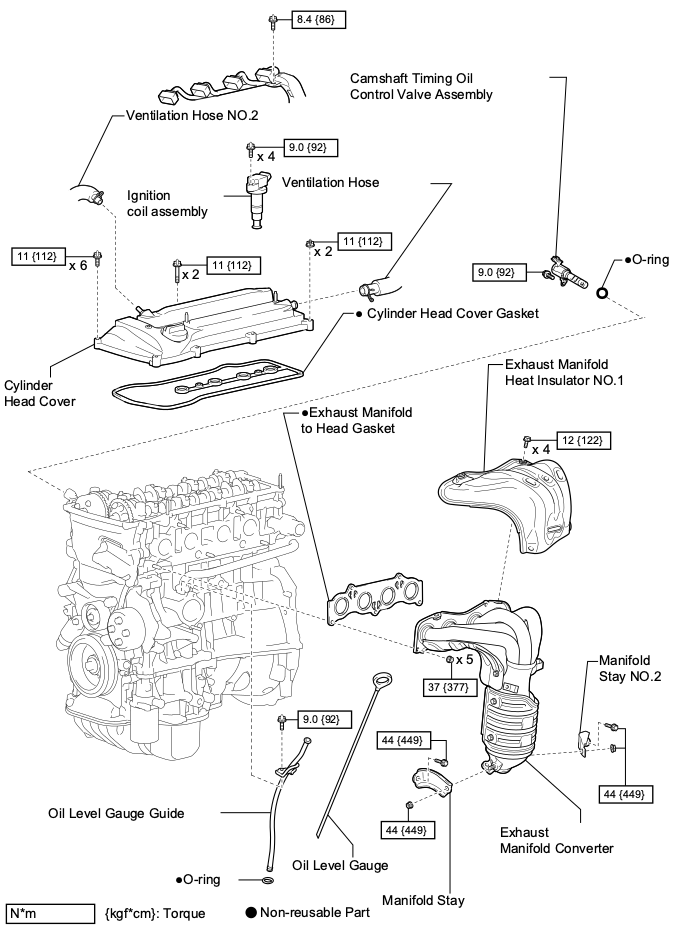 8.4 {86}
Camshaft Timing Oil
Control Valve Assembly
Ventilation Hose NO.2
9.0 {92}
x 4
Ventilation Hose
Ignition
coil assembly
11 {112}
x 6
11 {112}
x 2
11 {112}
x 2
●O-ring
9.0 {92}
● Cylinder Head Cover Gasket
Cylinder
Head Cover
Exhaust Manifold
Heat Insulator NO.1
●Exhaust Manifold
to Head Gasket
12 {122}
x 4
x 5
37 {377}
Manifold
Stay NO.2
9.0 {92}
44 {449}
44 {449}
44 {449}
Oil Level Gauge Guide
Exhaust
Manifold Converter
Oil Level Gauge
●O-ring
Manifold Stay
N*m
{kgf*cm}: Torque
● Non-reusable Part